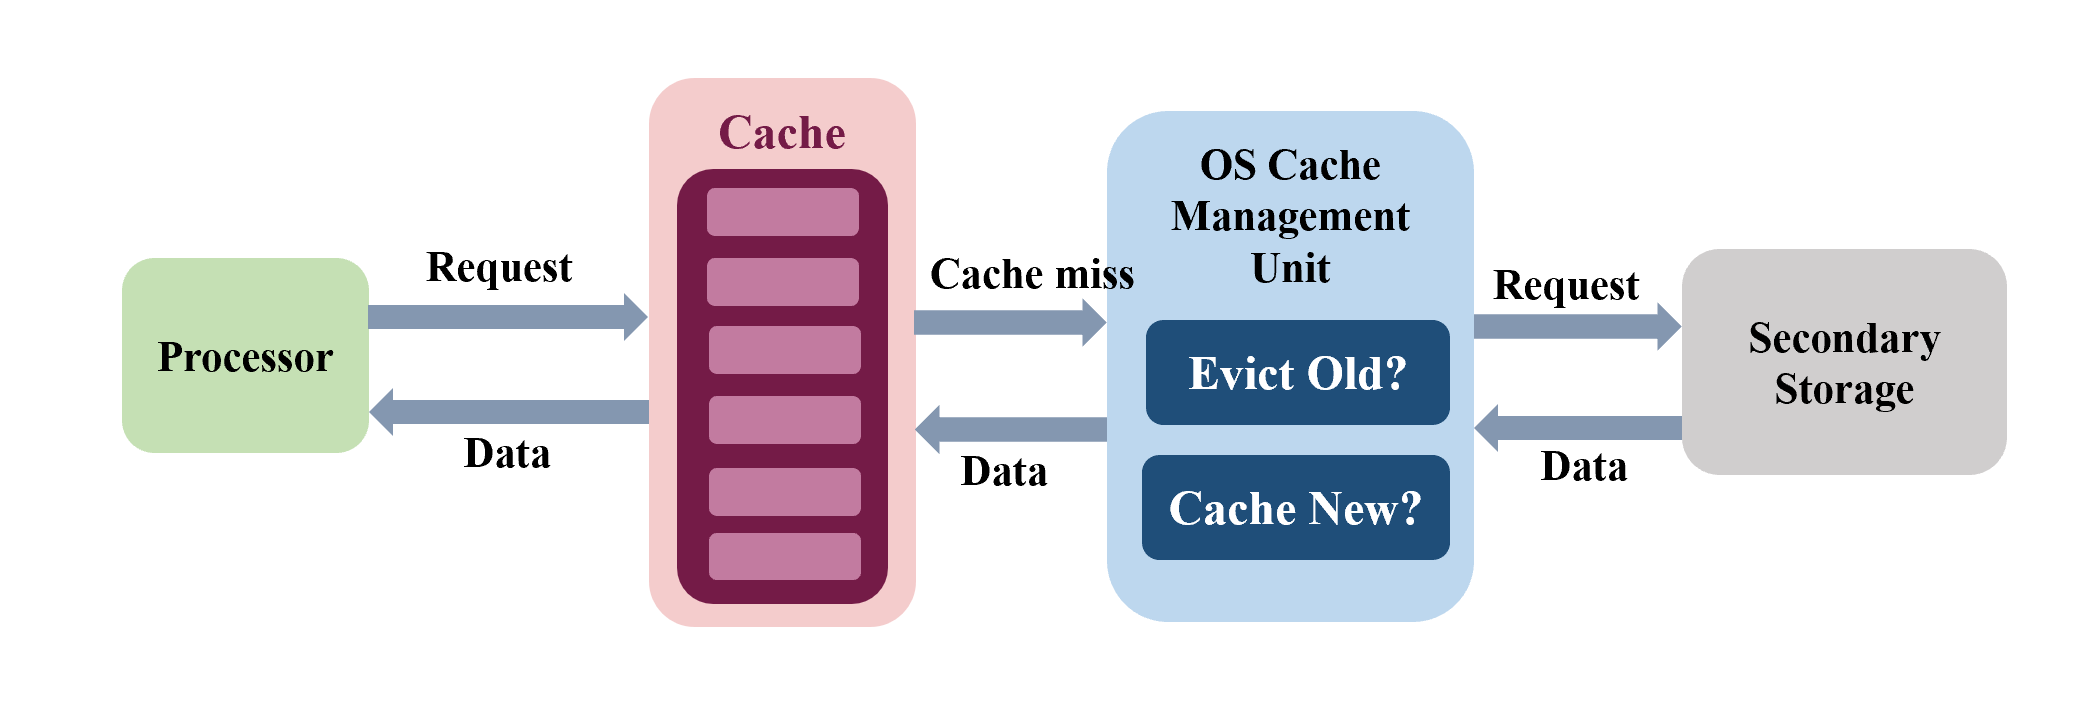 Processor
Request
Data
Cache
Cache miss
Data
OS Cache
Management
Unit
Evict Old?
Cache New?
Request
Data
Secondary
Storage